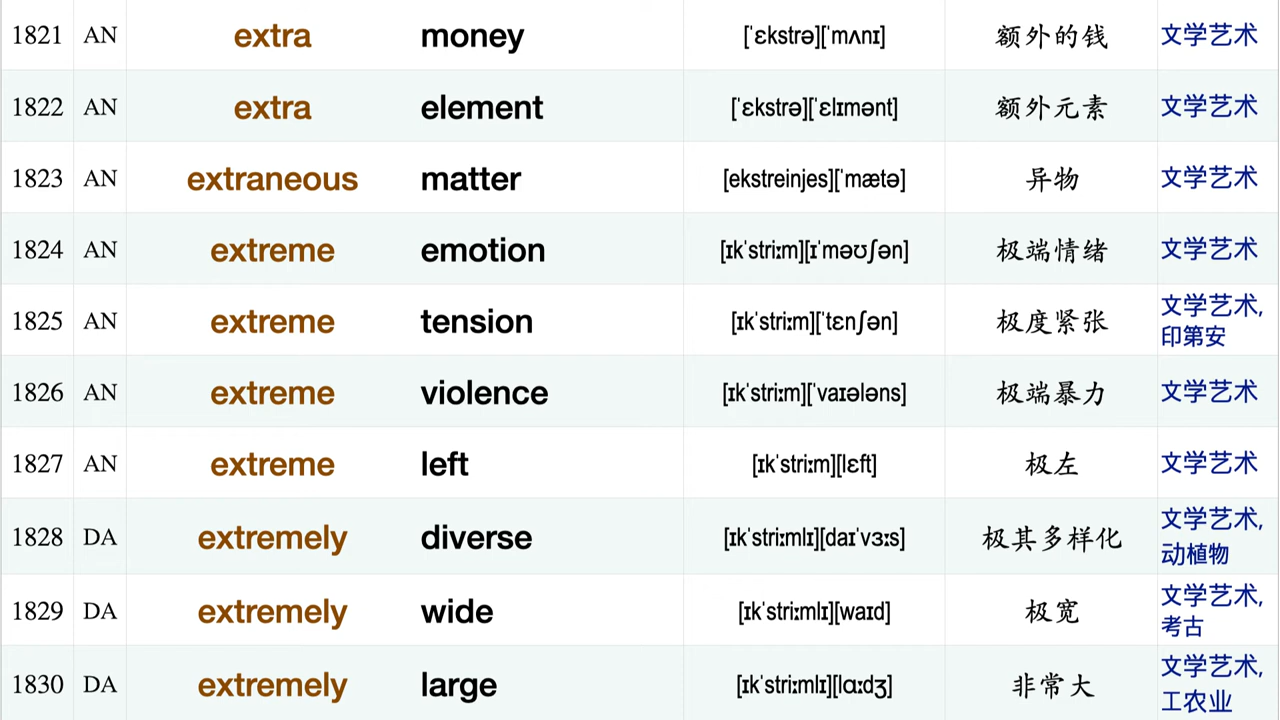 1821 AN extra money [ˈɛkstrə][ˈmʌnɪ] 额外的钱 文学艺术
1822 AN extra element [ˈɛkstrə][ˈɛlɪmənt] 额外元素 文学艺术
1823 AN extraneous matter [ekstreinjes][ˈmætə] 异物 文学艺术
1824 AN extreme emotion [ɪkˈstriːm][ɪˈməʊʃən] 极端情绪 文学艺术
1825 AN extreme tension [ɪkˈstriːm][ˈtɛnʃən] 极度紧张 文学艺术,
印第安
1826 AN extreme violence [ɪkˈstriːm][ˈvaɪələns] 极端暴力 文学艺术
1827 AN extreme left [ɪkˈstriːm][lɛft] 极左 文学艺术
1828 DA extremely diverse [ɪkˈstriːmlɪ][daɪˈvɜːs] 极其多样化 文学艺术,
动植物
1829 DA extremely wide [ɪkˈstriːmlɪ][waɪd] 极宽 文学艺术,
考古
1830 DA extremely large [ɪkˈstriːmlɪ][lɑːdʒ] 非常大 文学艺术,
工农业